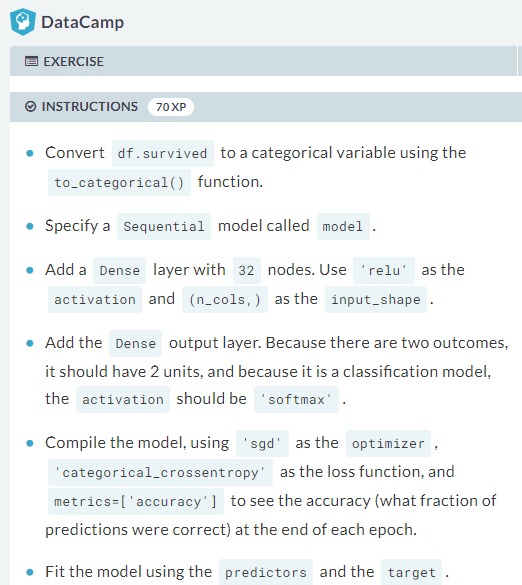 DataCamp
EXERCISE
INSTRUCTIONS 70 XP
Convert df.survived to a categorical variable using the
to_categorical() function.
Specify a Sequential model called model .
Add a Dense layer with 32 nodes. Use 'relu' as the
activation and (n_cols,) as the input_shape .
Add the Dense output layer. Because there are two outcomes,
it should have 2 units, and because it is a classification model,
the activation should be 'softmax' .
Compile the model, using 'sgd' as the optimizer ,
'categorical_crossentropy' as the loss function, and
metrics=['accuracy'] to see the accuracy (what fraction of
predictions were correct) at the end of each epoch.
Fit the model using the predictors and the target .